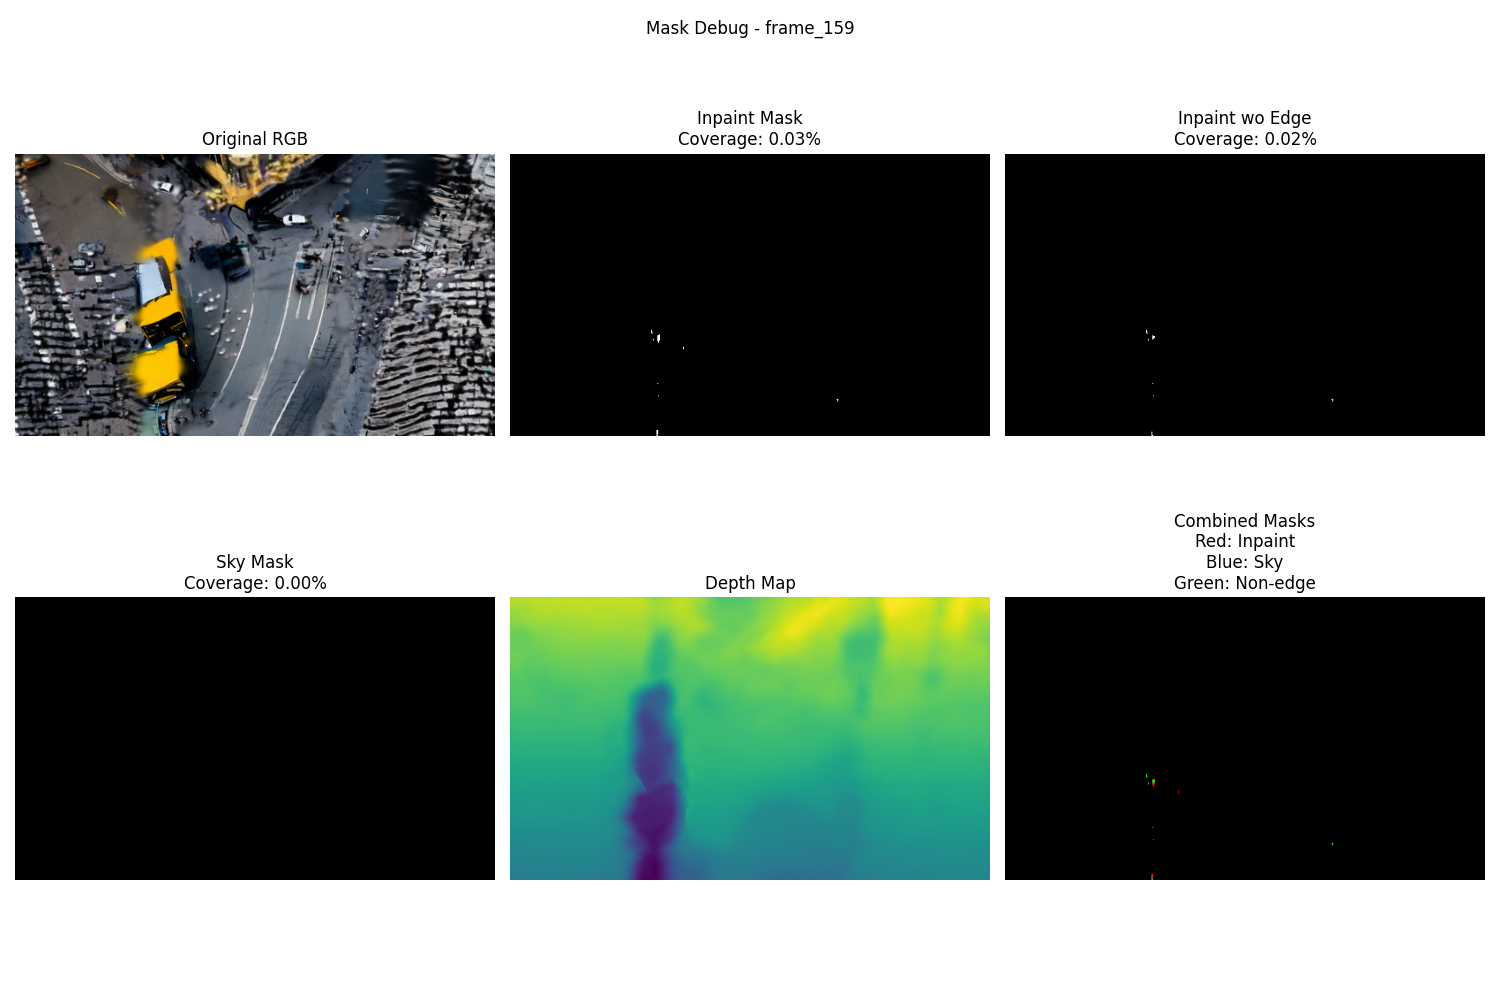 Mask Debug - frame_159
Original RGB
Inpaint Mask
Coverage: 0.03%
Inpaint wo Edge
Coverage: 0.02%
Sky Mask
Coverage: 0.00%
Depth Map
Combined Masks
Red: Inpaint
Blue: Sky
Green: Non-edge